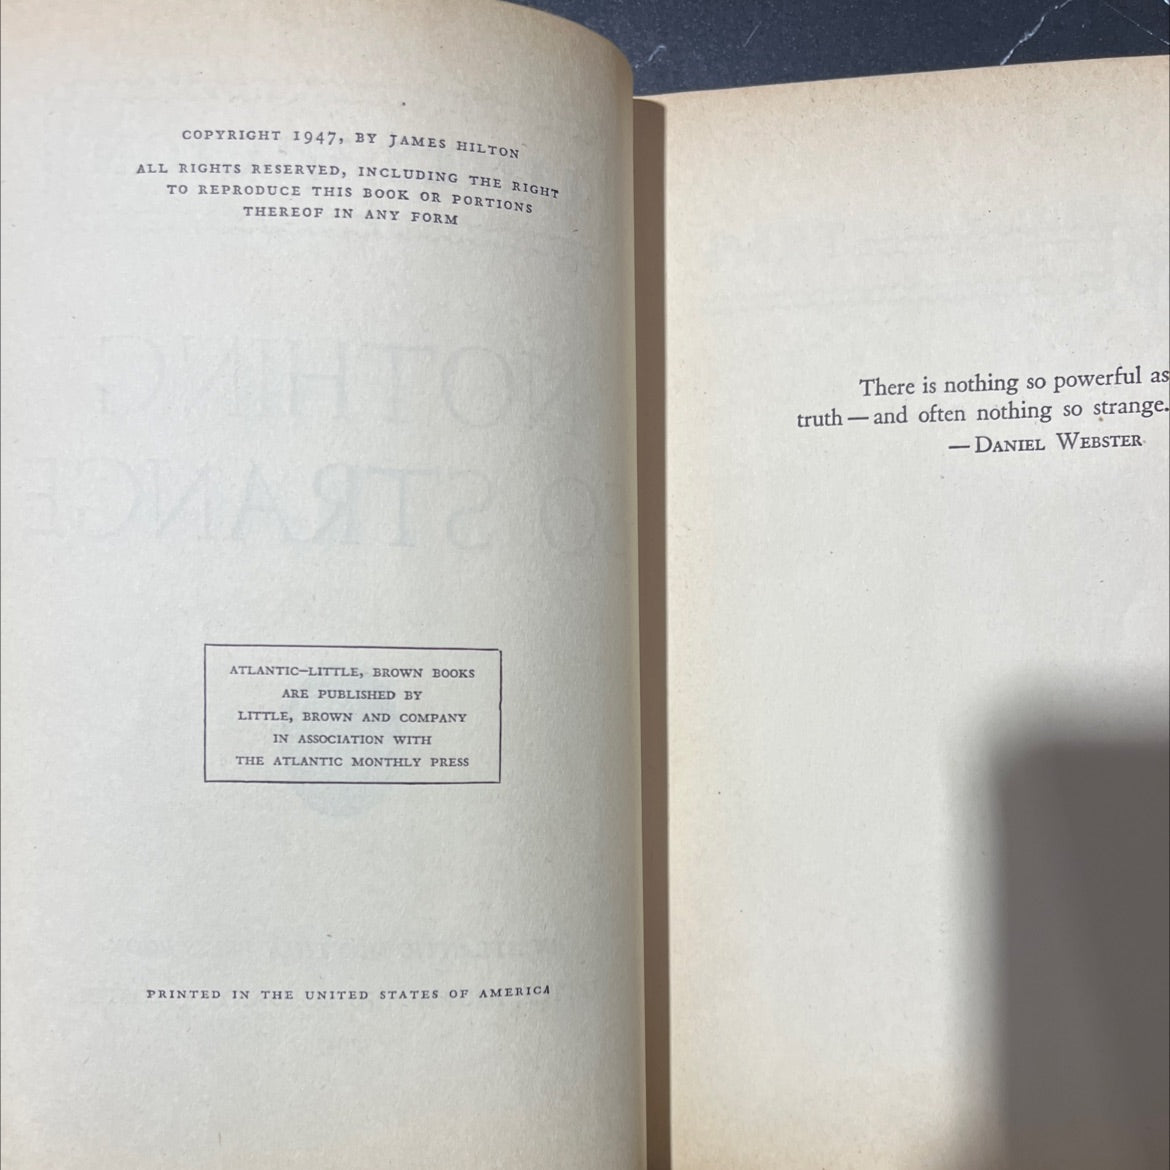 COPYRIGHT 1947, BY JAMES HILTON
ALL RIGHTS RESERVED, INCLUDING THE RIGHT
TO REPRODUCE THIS BOOK OR PORTIONS
THEREOF IN ANY FORM
NOTHING
SO STRANGE
ATLANTIC–LITTLE, BROWN BOOKS
ARE PUBLISHED BY
LITTLE, BROWN AND COMPANY
IN ASSOCIATION WITH
THE ATLANTIC MONTHLY PRESS
PRINTED IN THE UNITED STATES OF AMERICA
There is nothing so powerful as
truth — and often nothing so strange.
— DANIEL WEBSTER